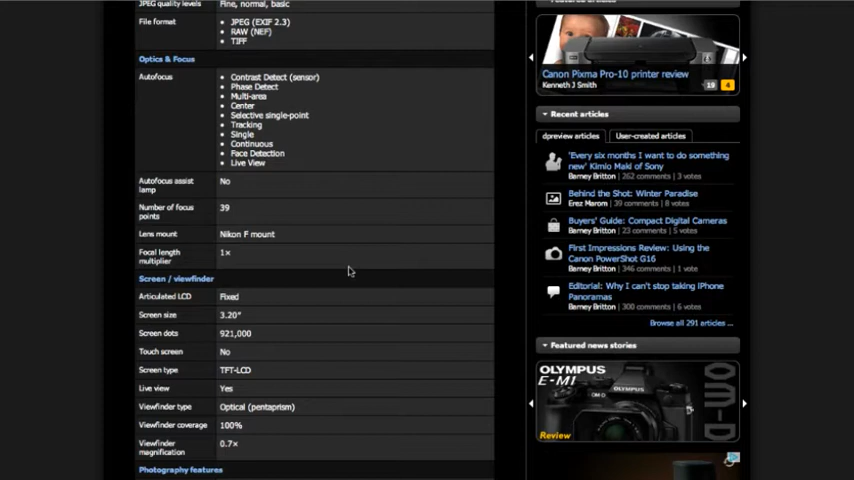 JPEG quality levels Fine, normal, basic
File format • JPEG (EXIF 2.3)
• RAW (NEF)
• TIFF
Optics & Focus
Autofocus • Contrast Detect (sensor)
• Phase Detect
• Multi-area
• Center
• Selective single-point
• Tracking
• Single
• Continuous
• Face Detection
• Live View
Autofocus assist
lamp No
Number of focus
points 39
Lens mount Nikon F mount
Focal length
multiplier 1×
Screen / viewfinder
Articulated LCD Fixed
Screen size 3.20″
Screen dots 921,000
Touch screen No
Screen type TFT-LCD
Live view Yes
Viewfinder type Optical (pentaprism)
Viewfinder coverage 100%
Viewfinder
magnification 0.7×
Photography features
Canon Pixma Pro-10 printer review
Kenneth J Smith 19 4
Recent articles
dpreview articles User-created articles
'Every six months I want to do something
new' Kimio Maki of Sony
Barney Britton | 262 comments | 3 votes
Behind the Shot: Winter Paradise
Erez Marom | 39 comments | 8 votes
Buyers' Guide: Compact Digital Cameras
Barney Britton | 23 comments | 5 votes
First Impressions Review: Using the
Canon PowerShot G16
Barney Britton | 346 comments | 1 vote
Editorial: Why I can't stop taking iPhone
Panoramas
Barney Britton | 300 comments | 6 votes
Browse all 291 articles ...
Featured news stories
OLYMPUS
E-M1
OM-D
Review